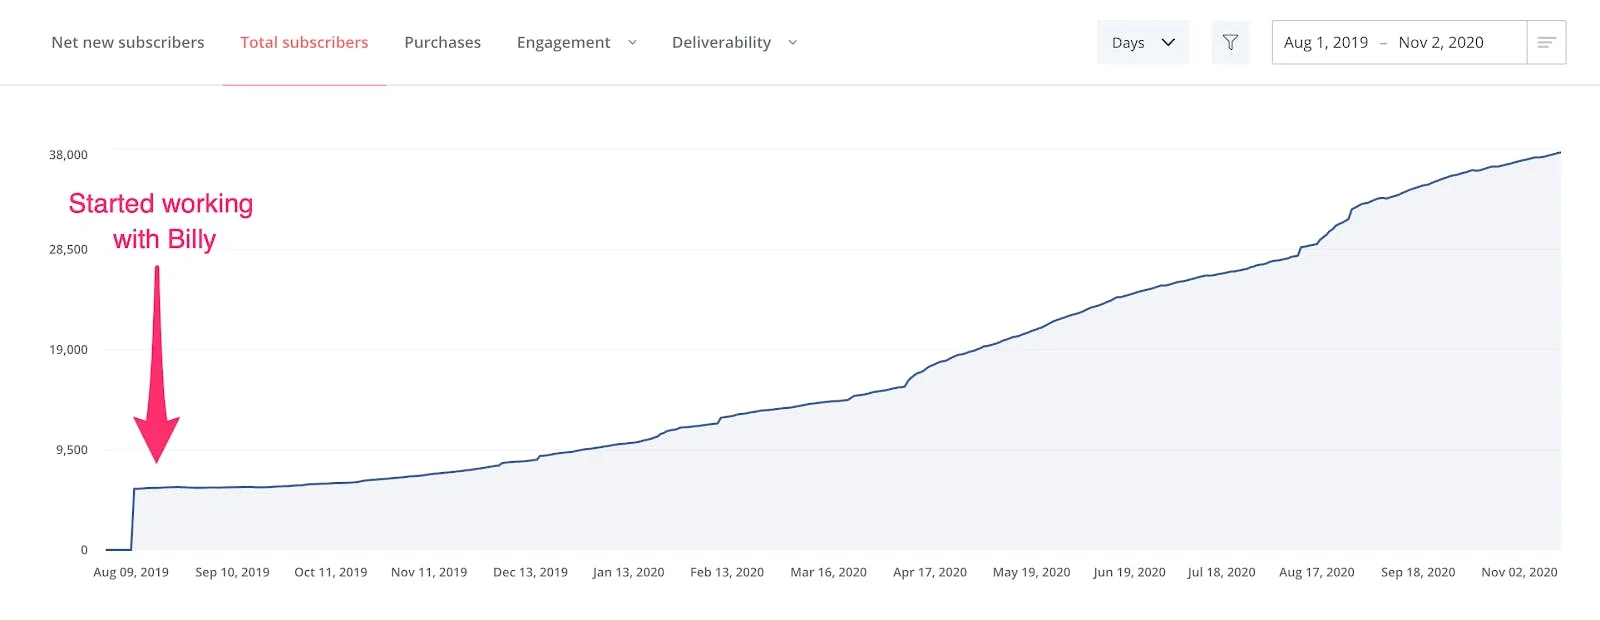 Net new subscribers Total subscribers Purchases Engagement Deliverability Days Aug 1, 2019 – Nov 2, 2020
38,000
Started working
with Billy
28,500
19,000
9,500
0
Aug 09, 2019 Sep 10, 2019 Oct 11, 2019 Nov 11, 2019 Dec 13, 2019 Jan 13, 2020 Feb 13, 2020 Mar 16, 2020 Apr 17, 2020 May 19, 2020 Jun 19, 2020 Jul 18, 2020 Aug 17, 2020 Sep 18, 2020 Nov 02, 2020